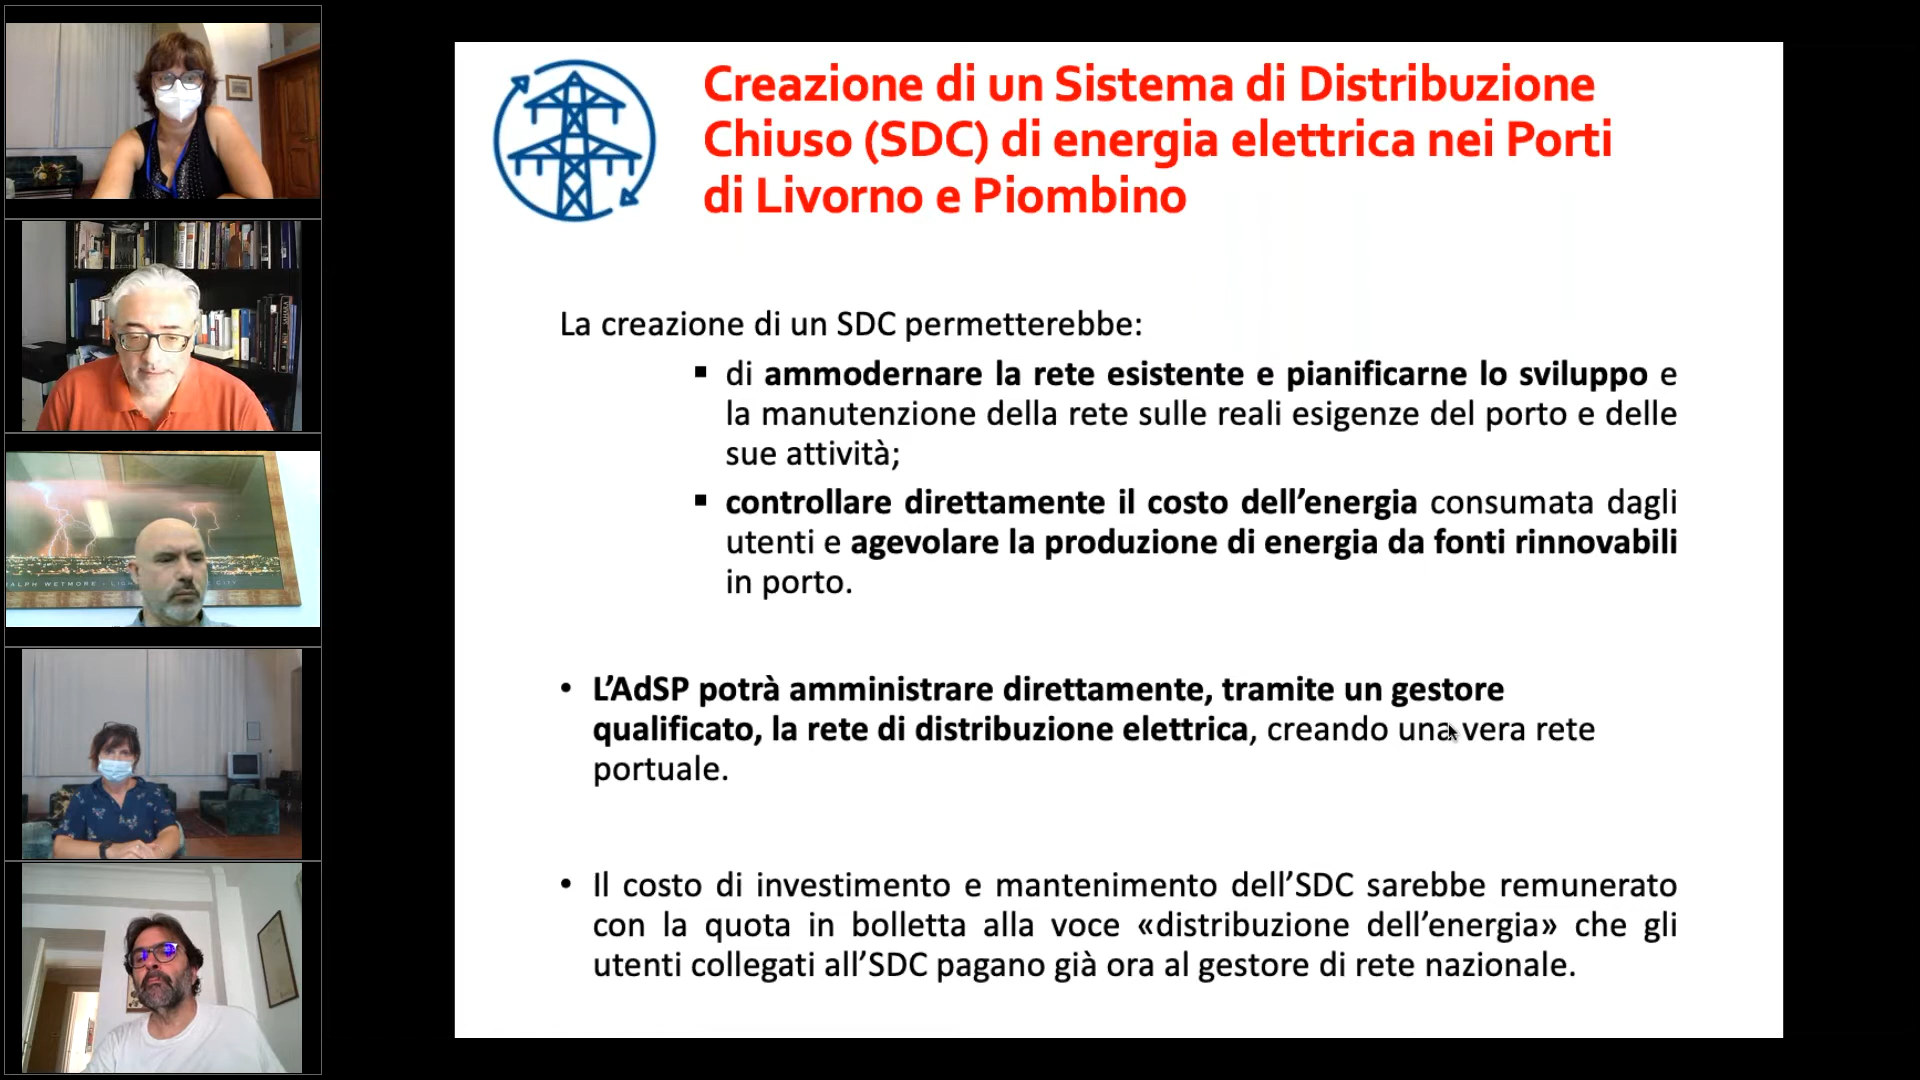 Creazione di un Sistema di Distribuzione
Chiuso (SDC) di energia elettrica nei Porti
di Livorno e Piombino
La creazione di un SDC permetterebbe:
▪ di ammodernare la rete esistente e pianificarne lo sviluppo e
la manutenzione della rete sulle reali esigenze del porto e delle
sue attività;
▪ controllare direttamente il costo dell’energia consumata dagli
utenti e agevolare la produzione di energia da fonti rinnovabili
in porto.
• L’AdSP potrà amministrare direttamente, tramite un gestore
qualificato, la rete di distribuzione elettrica, creando una vera rete
portuale.
• Il costo di investimento e mantenimento dell’SDC sarebbe remunerato
con la quota in bolletta alla voce «distribuzione dell’energia» che gli
utenti collegati all’SDC pagano già ora al gestore di rete nazionale.
WETMORE